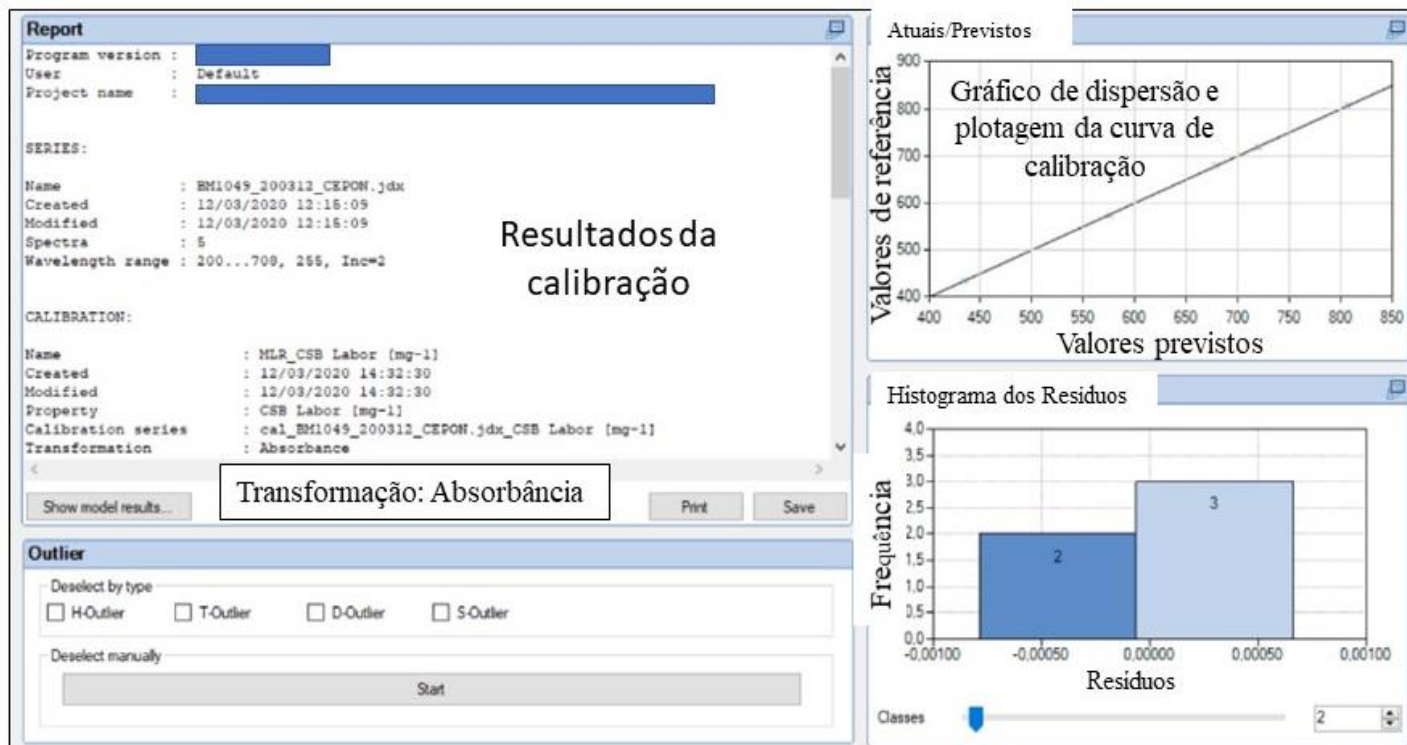 Report
Program version :
User : Default
Project name :
SERIES:
Name : BM1049_200312_CEPON.jdx
Created : 12/03/2020 12:15:09
Modified : 12/03/2020 12:15:09
Spectra : 5
Wavelength range : 200...708, 255, Inc=2
CALIBRATION:
Name : MLR_CSB Labor [mg-1]
Created : 12/03/2020 14:32:30
Modified : 12/03/2020 14:32:30
Property : CSB Labor [mg-1]
Calibration series : cal_BM1049_200312_CEPON.jdx_CSB Labor [mg-1]
Transformation : Absorbance
Resultados da
calibração
Transformação: Absorbância
Show model results...
Print
Save
Outlier
Deselect by type
H-Outlier T-Outlier D-Outlier S-Outlier
Deselect manually
Start
Atuais/Previstos
Valores de referência
900
800
700
600
500
400
Gráfico de dispersão e
plotagem da curva de
calibração
400 450 500 550 600 650 700 750 800 850
Valores previstos
Histograma dos Resíduos
Frequência
4,0
3,5
3,0
2,5
2,0
1,5
1,0
0,5
0,0
2
3
-0,00100 -0,00050 0,00000 0,00050 0,00100
Resíduos
Classes 2